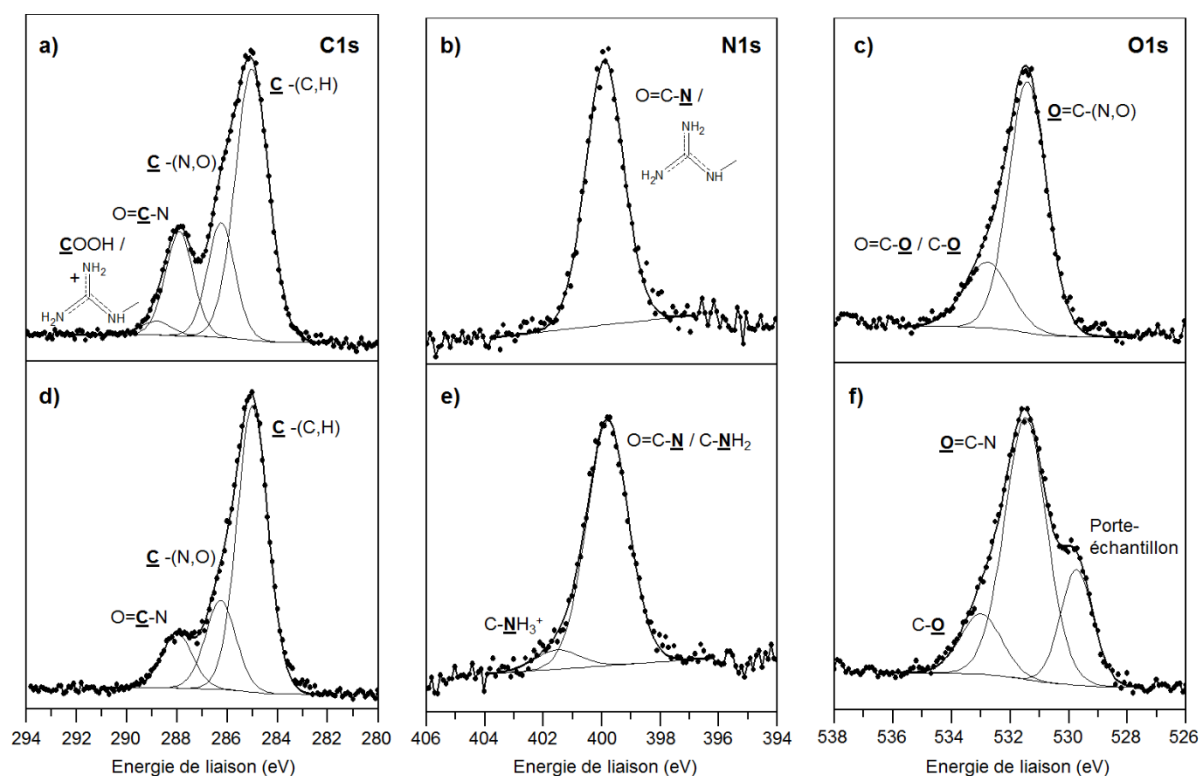 a)
C1s
C -(C,H)
C -(N,O)
O=C-N
COOH /
NH2
+
H2N
NH
b)
N1s
O=C-N /
NH2
H2N
NH
c)
O1s
O=C-(N,O)
O=C-O / C-O
d)
C -(C,H)
C -(N,O)
O=C-N
e)
O=C-N / C-NH2
C-NH3+
f)
O=C-N
Porte-
échantillon
C-O
294 292 290 288 286 284 282 280
Energie de liaison (eV)
406 404 402 400 398 396 394
Energie de liaison (eV)
538 536 534 532 530 528 526
Energie de liaison (eV)